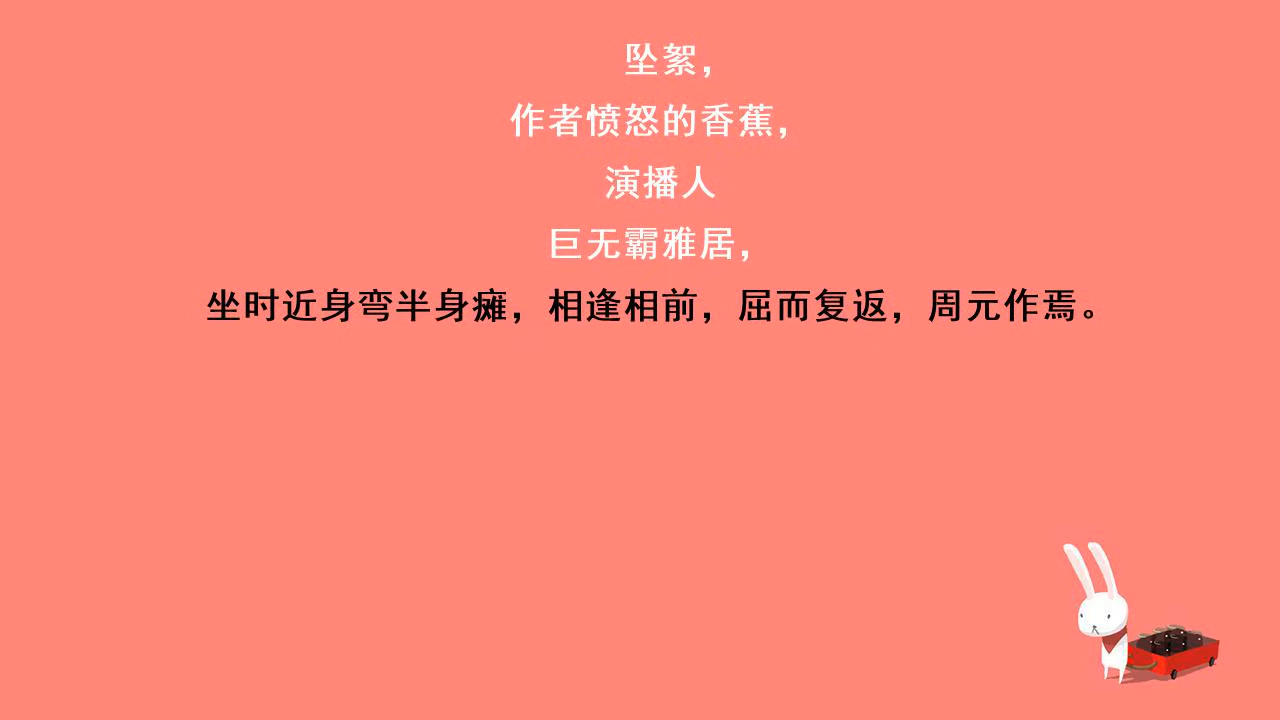 坠絮，
作者愤怒的香蕉，
演播人
巨无霸雅居，
坐时近身弯半身瘫，相逢相前，屈而复返，周元作焉。